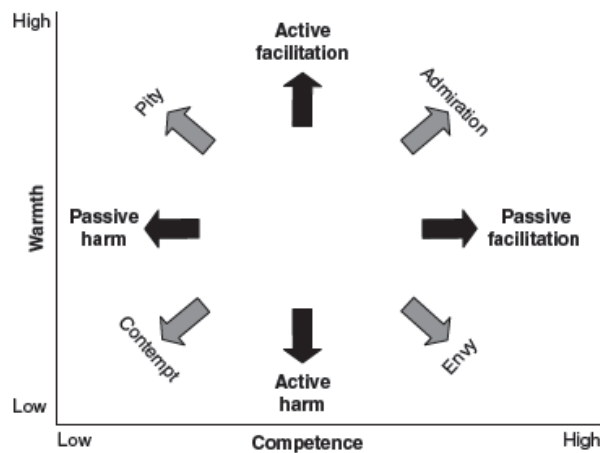 High
Active
facilitation
Pity
Admiration
Warmth
Passive
harm
Passive
facilitation
Contempt
Envy
Active
harm
Low
Low
Competence
High